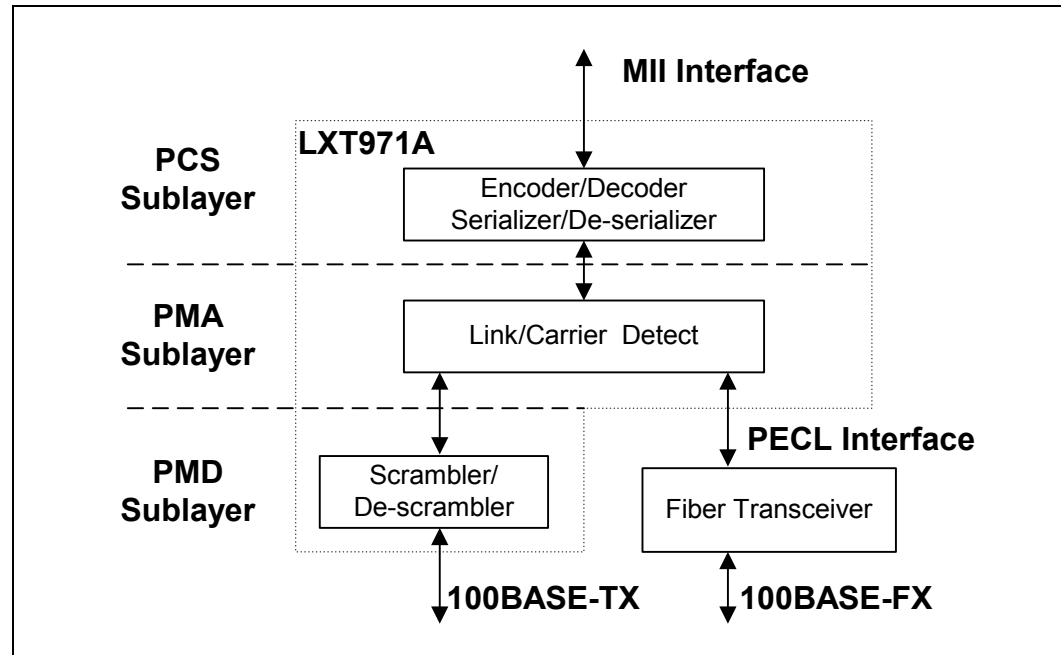 MII Interface
LXT971A
PCS
Sublayer
Encoder/Decoder
Serializer/De-serializer
PMA
Sublayer
Link/Carrier Detect
PECL Interface
PMD
Sublayer
Scrambler/
De-scrambler
Fiber Transceiver
100BASE-TX
100BASE-FX